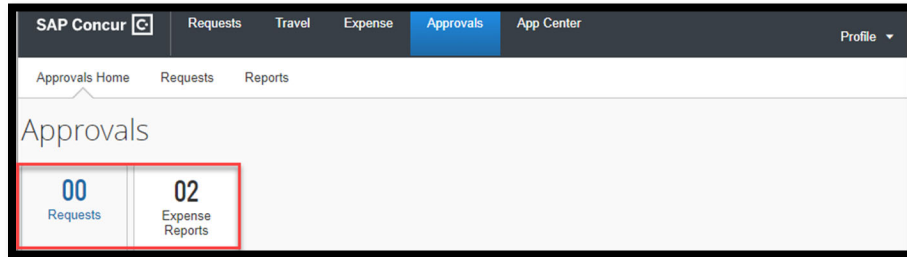 SAP Concur C Requests Travel Expense Approvals App Center
Profile
Approvals Home Requests Reports
Approvals
00 02
Requests Expense
Reports